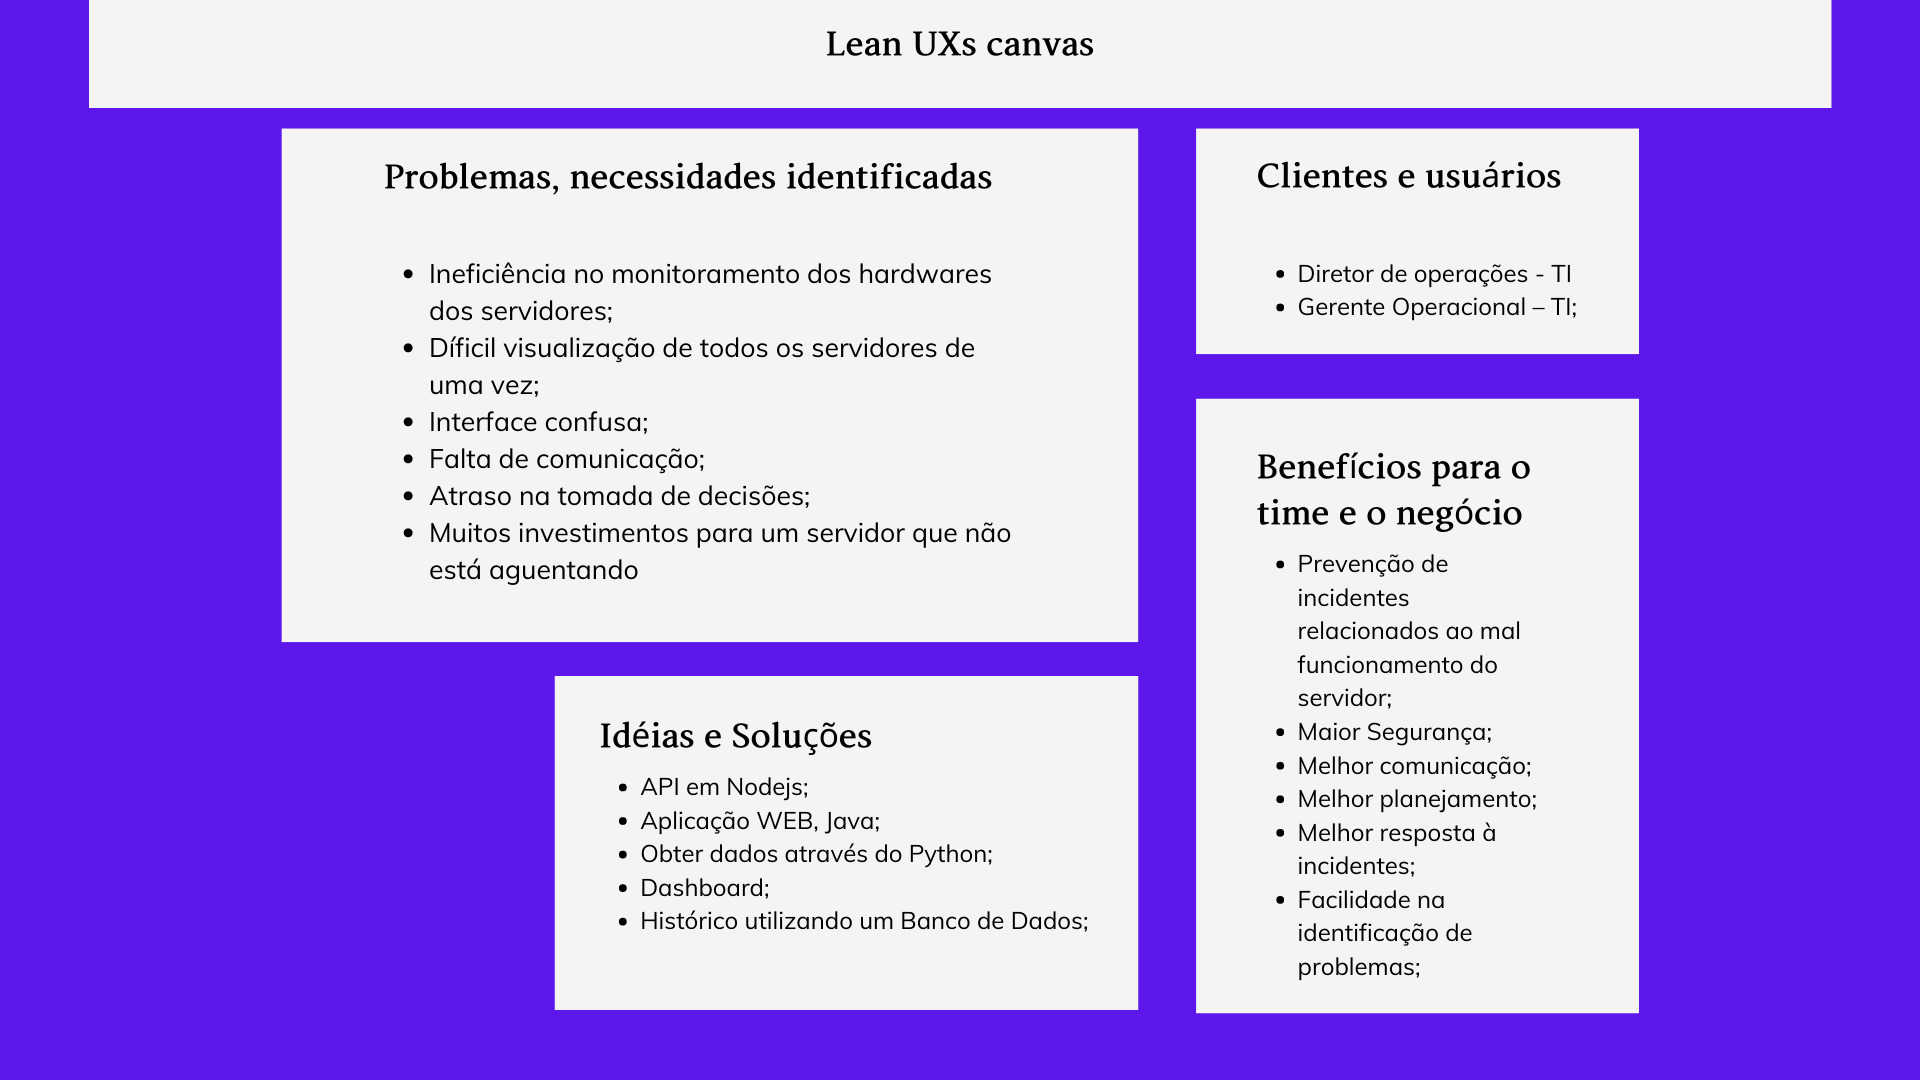 Lean UXs canvas
Problemas, necessidades identificadas
• Ineficiência no monitoramento dos hardwares
dos servidores;
• Díficil visualização de todos os servidores de
uma vez;
• Interface confusa;
• Falta de comunicação;
• Atraso na tomada de decisões;
• Muitos investimentos para um servidor que não
está aguentando
Clientes e usuários
• Diretor de operações - TI
• Gerente Operacional – TI;
Idéias e Soluções
• API em Nodejs;
• Aplicação WEB, Java;
• Obter dados através do Python;
• Dashboard;
• Histórico utilizando um Banco de Dados;
Benefícios para o
time e o negócio
• Prevenção de
incidentes
relacionados ao mal
funcionamento do
servidor;
• Maior Segurança;
• Melhor comunicação;
• Melhor planejamento;
• Melhor resposta à
incidentes;
• Facilidade na
identificação de
problemas;